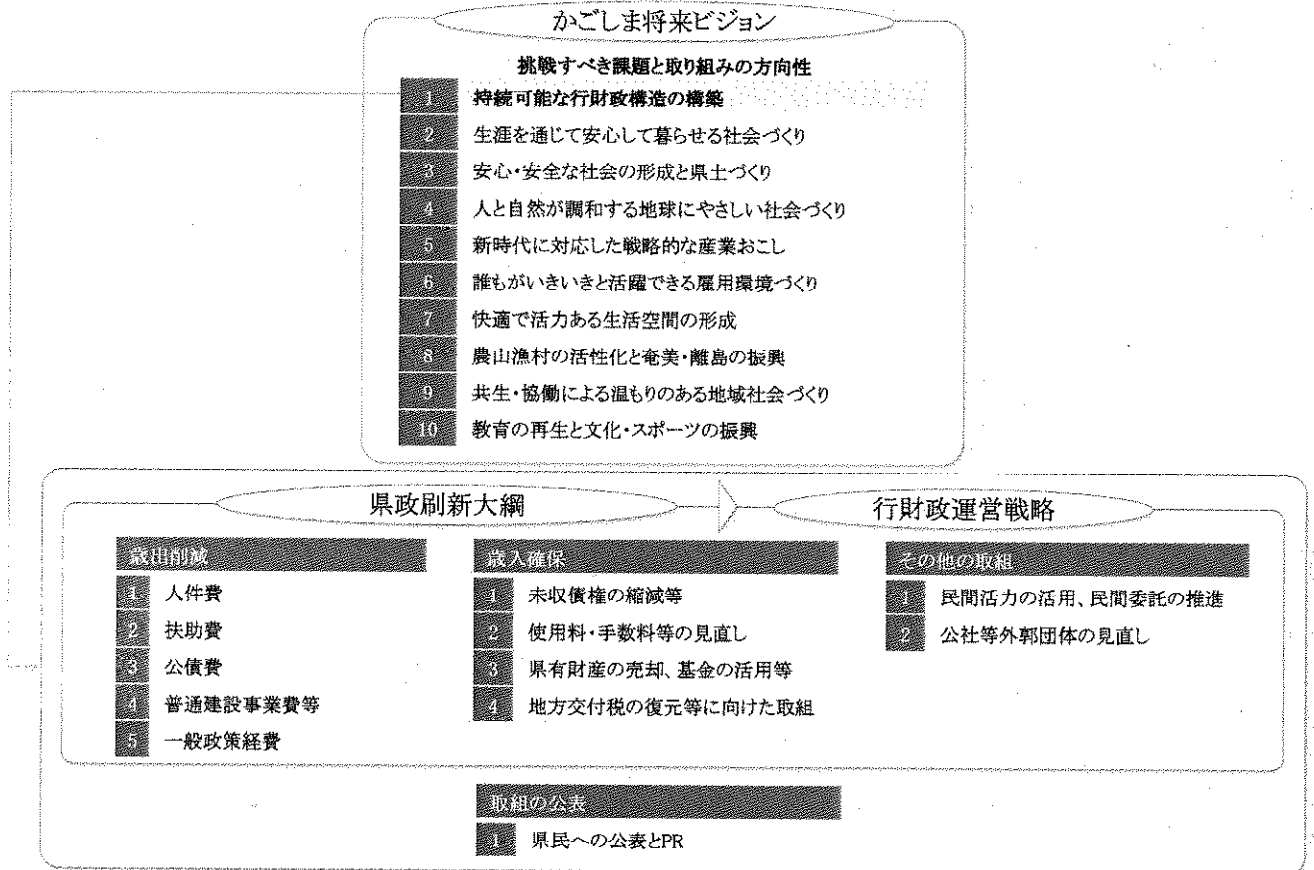 かごしま将来ビジョン
挑戦すべき課題と取り組みの方向性
1 持続可能な行財政構造の構築
2 生涯を通じて安心して暮らせる社会づくり
3 安心・安全な社会の形成と県土づくり
4 人と自然が調和する地球にやさしい社会づくり
5 新時代に対応した戦略的な産業おこし
6 誰もがいきいきと活躍できる雇用環境づくり
7 快適で活力ある生活空間の形成
8 農山漁村の活性化と奄美・離島の振興
9 共生・協働による温もりのある地域社会づくり
10 教育の再生と文化・スポーツの振興
県政刷新大綱
行財政運営戦略
歳出削減
1 人件費
2 扶助費
3 公債費
4 普通建設事業費等
5 一般政策経費
歳入確保
1 未収債権の縮減等
2 使用料・手数料等の見直し
3 県有財産の売却、基金の活用等
4 地方交付税の復元等に向けた取組
その他の取組
1 民間活力の活用、民間委託の推進
2 公社等外郭団体の見直し
取組の公表
1 県民への公表とPR